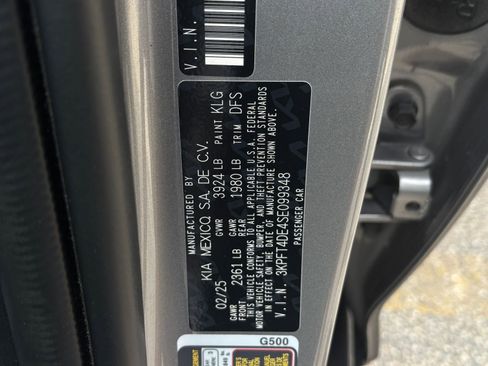 V.I.N.
MANUFACTURED BY
KIA MEXICO, S.A. DE C.V.
02/25 GVWR 3924 LB PAINT KLG
GAWR FRONT 2361 LB GAWR REAR 1980 LB TRIM DFS
THIS VEHICLE CONFORMS TO ALL APPLICABLE U.S.A. FEDERAL
MOTOR VEHICLE SAFETY, BUMPER, AND THEFT PREVENTION STANDARDS
IN EFFECT ON THE DATE OF MANUFACTURE SHOWN ABOVE.
V.I.N. 3KPFT4DE4SE099348
PASSENGER CAR
G500